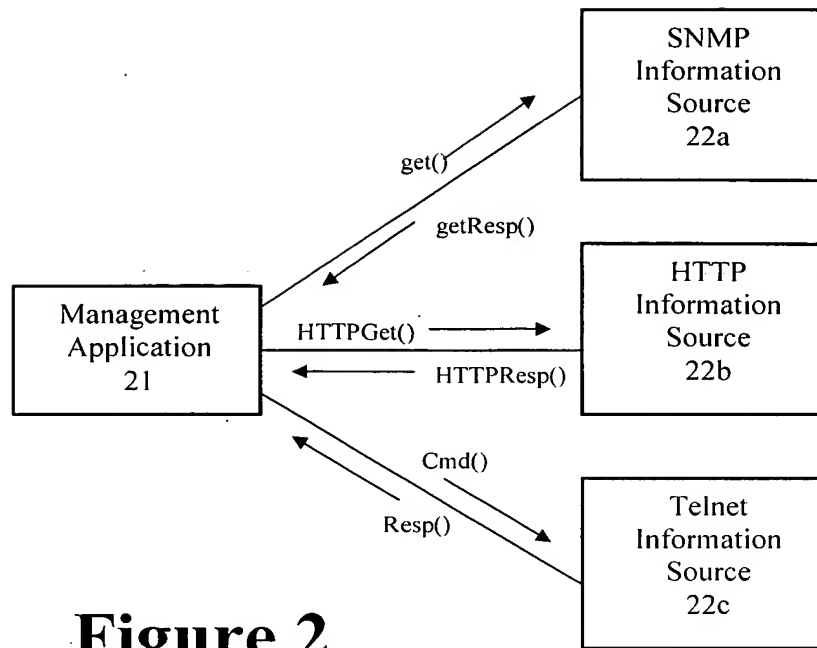 SNMP
Information
Source
22a
get()
getResp()
HTTP
Information
Source
22b
Management
Application
21
HTTPGet()
HTTPResp()
Cmd()
Resp()
Telnet
Information
Source
22c
Figure 2